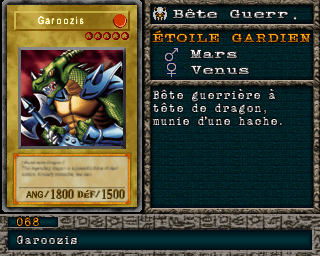 Garoozis
ANG/1800 DÉF/1500
Bête Guerr.
ÉTOILE GARDIEN
Mars
Venus
Bête guerrière à
tête de dragon,
munie d'une hache.
068
Garoozis